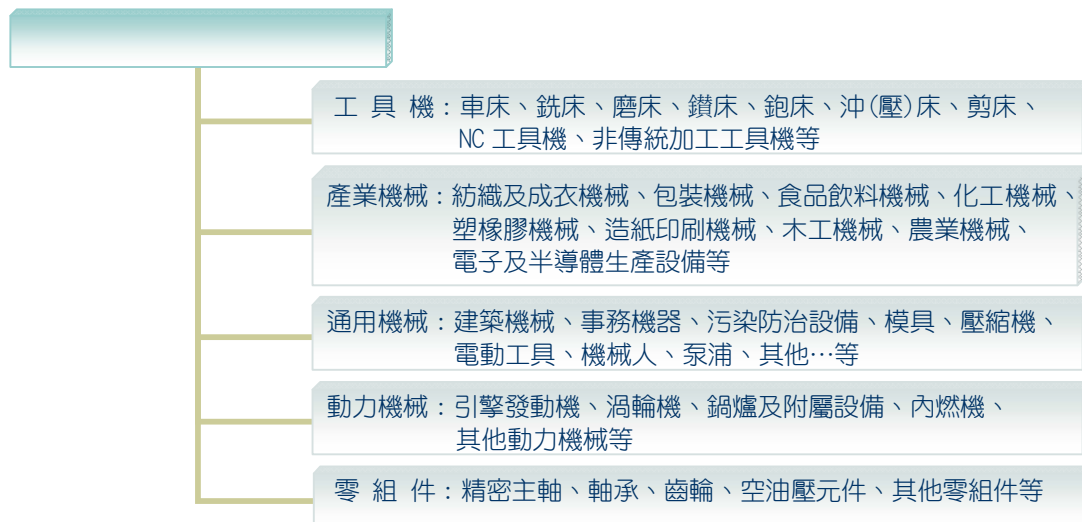 工 具 機：車床、銑床、磨床、鑽床、鉋床、沖(壓)床、剪床、
NC 工具機、非傳統加工工具機等
產業機械：紡織及成衣機械、包裝機械、食品飲料機械、化工機械、
塑橡膠機械、造紙印刷機械、木工機械、農業機械、
電子及半導體生產設備等
通用機械：建築機械、事務機器、污染防治設備、模具、壓縮機、
電動工具、機械人、泵浦、其他…等
動力機械：引擎發動機、渦輪機、鍋爐及附屬設備、內燃機、
其他動力機械等
零 組 件：精密主軸、軸承、齒輪、空油壓元件、其他零組件等